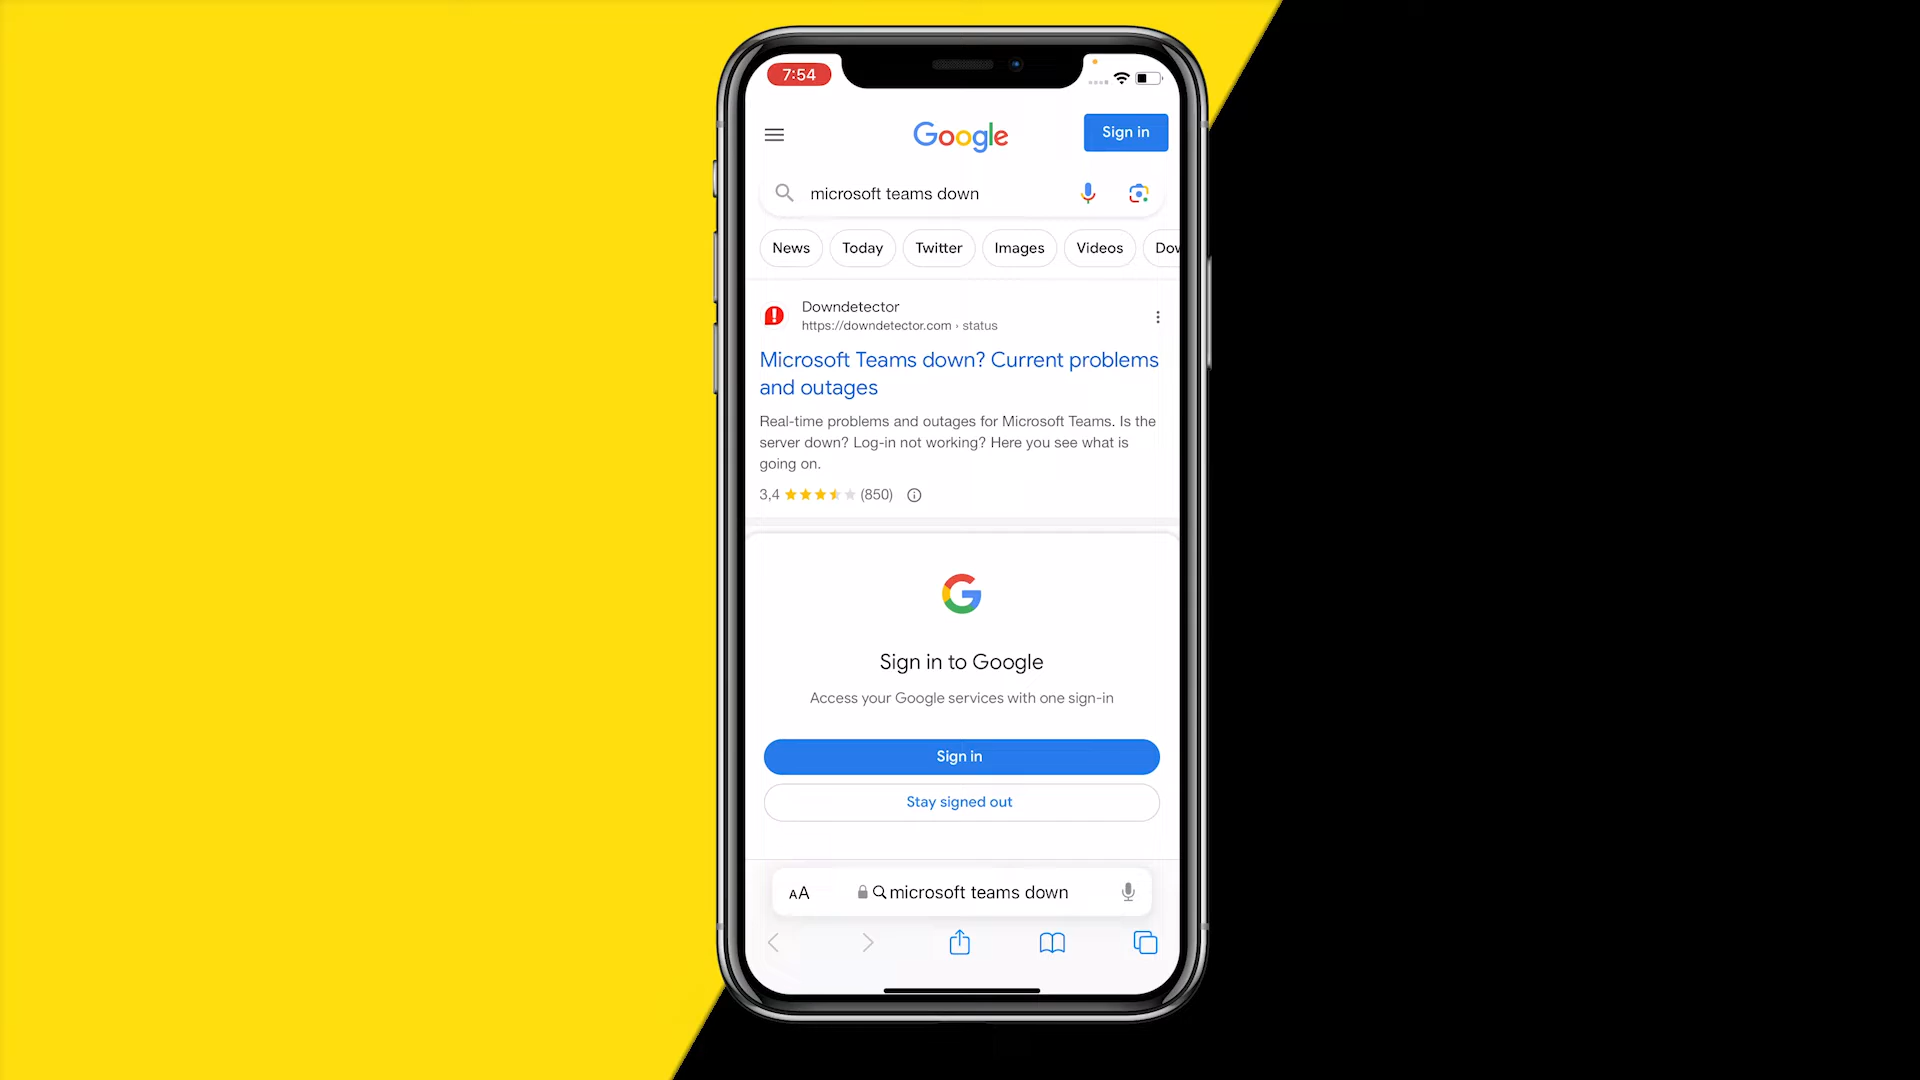 7:54
Google
Sign in
microsoft teams down
News
Today
Twitter
Images
Videos
Dov
Downdetector
https://downdetector.com › status
Microsoft Teams down? Current problems
and outages
Real-time problems and outages for Microsoft Teams. Is the
server down? Log-in not working? Here you see what is
going on.
3,4 (850)
G
Sign in to Google
Access your Google services with one sign-in
Sign in
Stay signed out
AA microsoft teams down